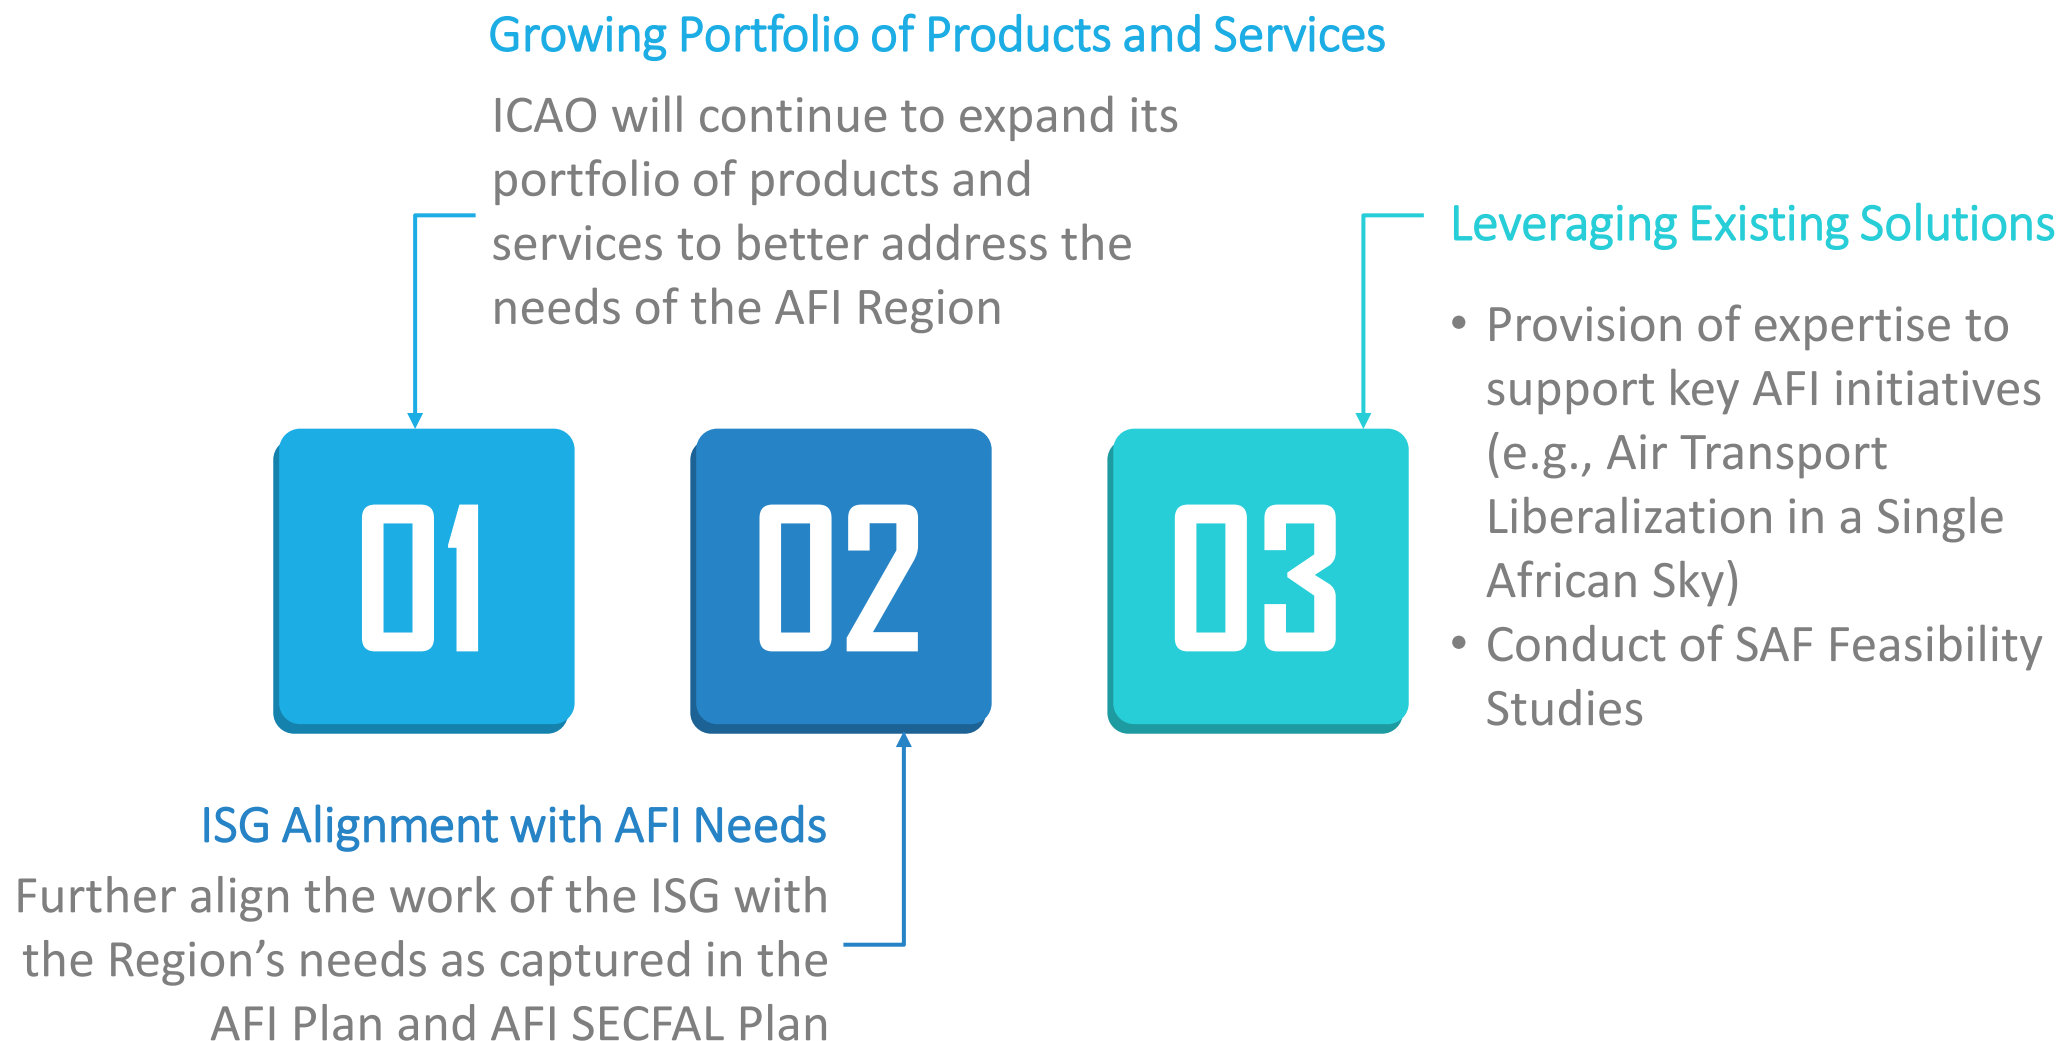 Growing Portfolio of Products and Services
ICAO will continue to expand its
portfolio of products and
services to better address the
needs of the AFI Region
01
02
03
ISG Alignment with AFI Needs
Further align the work of the ISG with
the Region’s needs as captured in the
AFI Plan and AFI SECFAL Plan
Leveraging Existing Solutions
• Provision of expertise to
support key AFI initiatives
(e.g., Air Transport
Liberalization in a Single
African Sky)
• Conduct of SAF Feasibility
Studies